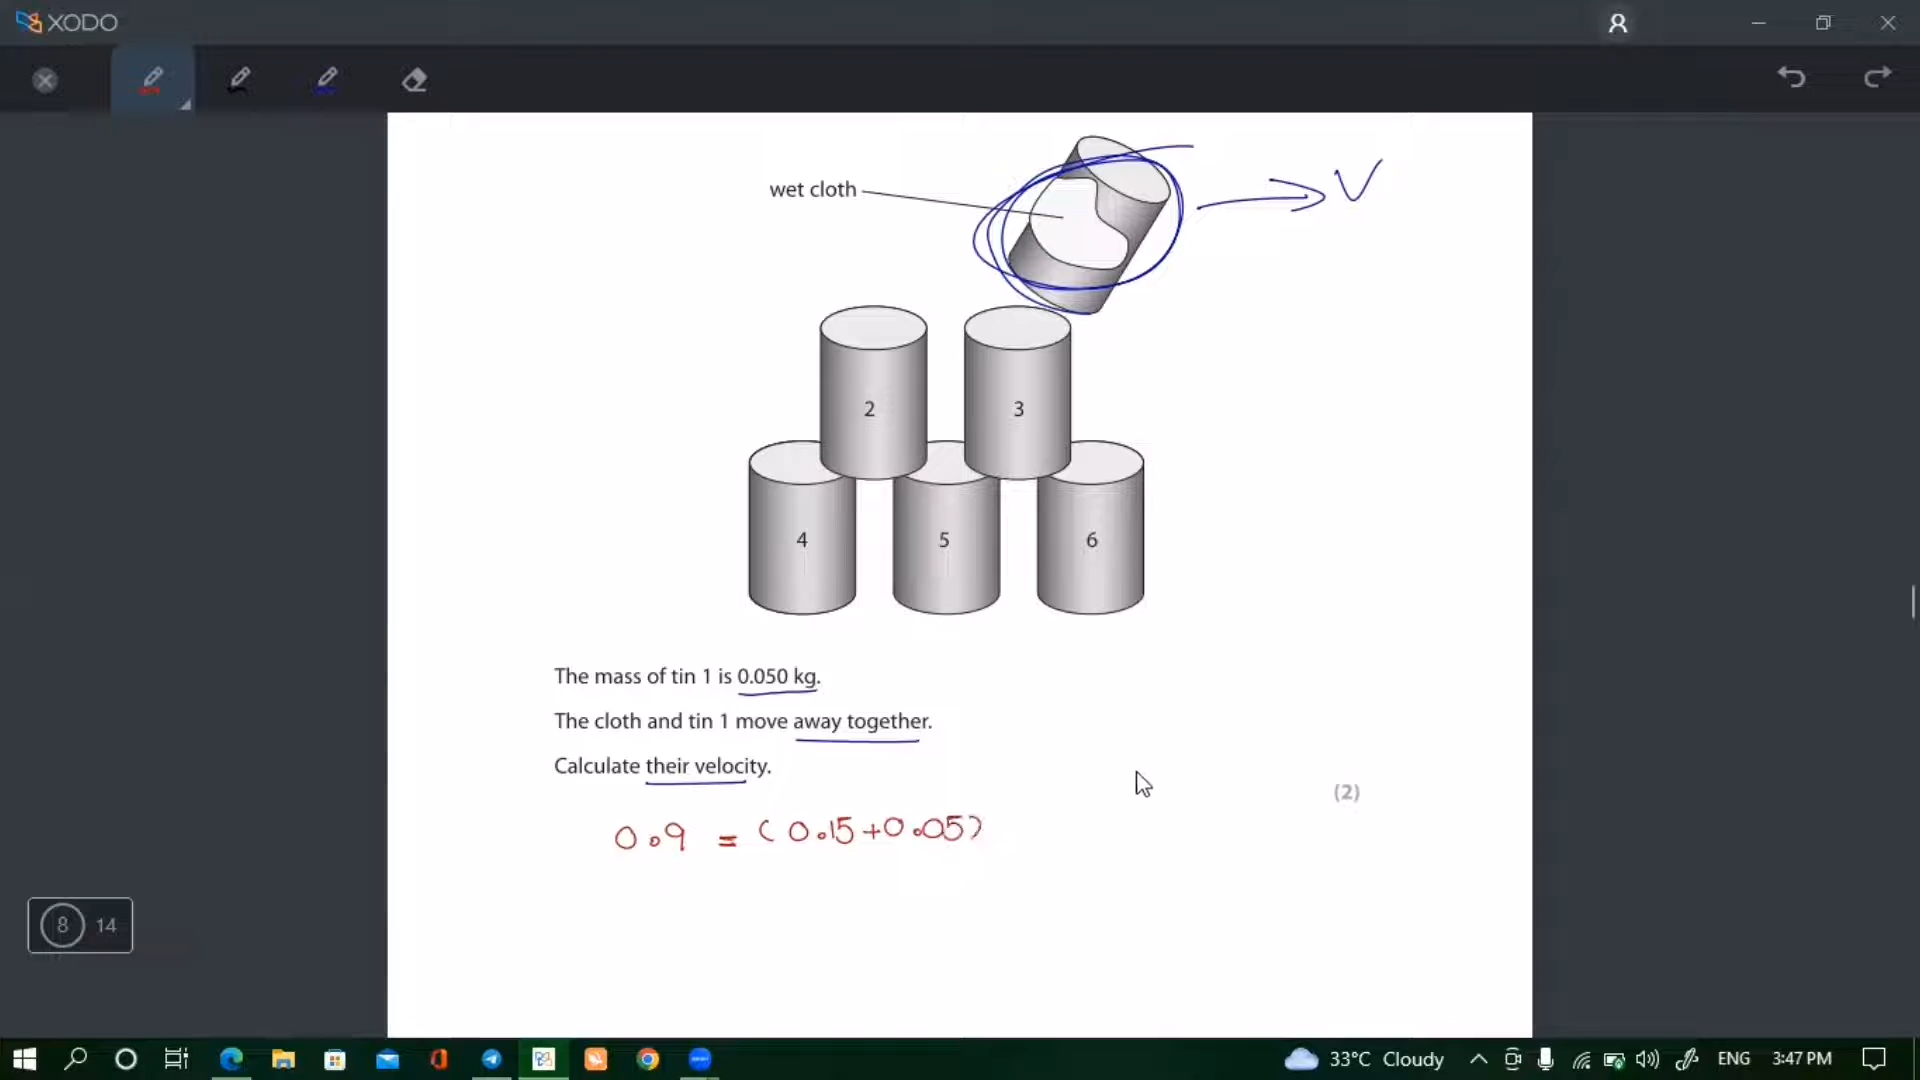 XODO
wet cloth
V
2
3
4
5
6
The mass of tin 1 is 0.050 kg.
The cloth and tin 1 move away together.
Calculate their velocity.
(2)
0.9 = (0.15+0.05)
8 14
33°C Cloudy
ENG
3:47 PM